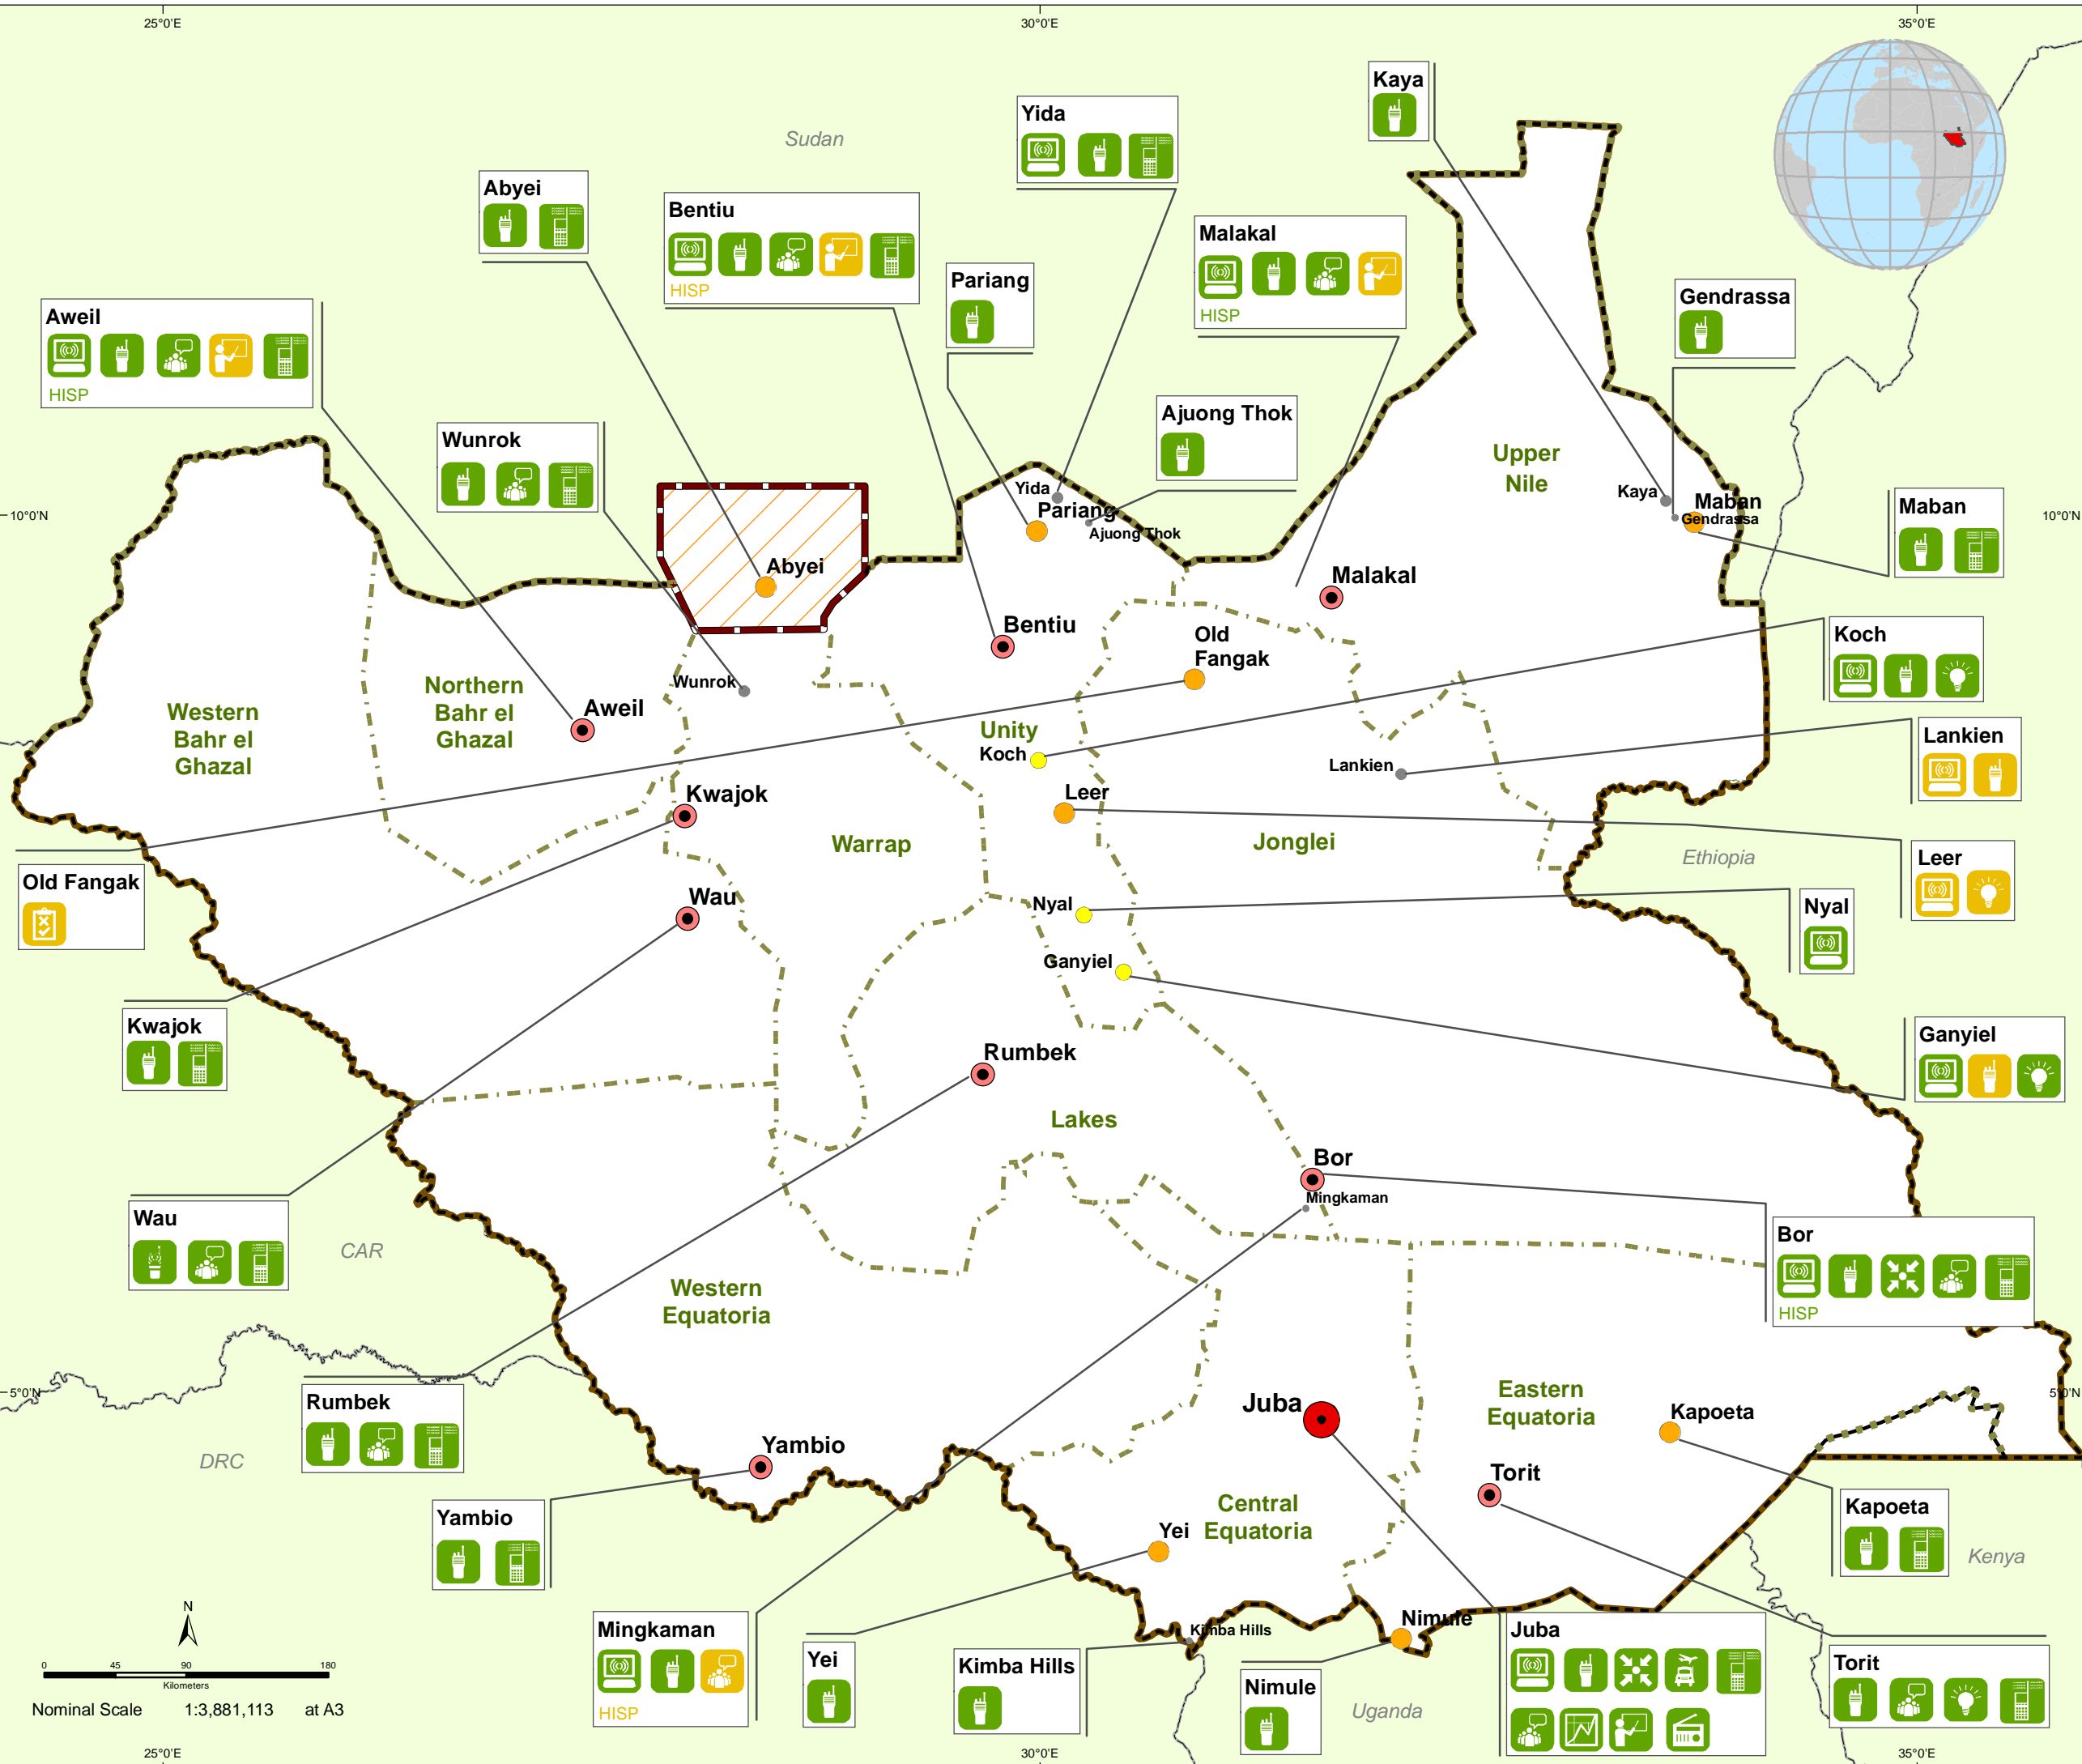 25°0'E
30°0'E
35°0'E
Kaya
Yida
Sudan
Abyei
Bentiu
HISP
Malakal
HISP
Pariang
Gendrassa
Aweil
HISP
Ajuong Thok
Wunrok
Upper
Nile
Yida
Pariang
Ajuong Thok
Kaya
Maban
Gendrassa
Maban
10°0'N
10°0'N
Abyei
Malakal
Bentiu
Old
Fangak
Koch
Wunrok
Northern
Bahr el
Ghazal
Western
Bahr el
Ghazal
Aweil
Unity
Koch
Lankien
Lankien
Kwajok
Leer
Warrap
Jonglei
Ethiopia
Leer
Old Fangak
Wau
Nyal
Nyal
Ganyiel
Kwajok
Ganyiel
Rumbek
Lakes
Bor
Mingkaman
Wau
CAR
Bor
HISP
Western
Equatoria
5°0'N
5°0'N
Rumbek
Juba
Eastern
Equatoria
Kapoeta
DRC
Yambio
Torit
Yambio
Central
Equatoria
Kapoeta
Kenya
Yei
N
Mingkaman
HISP
Yei
Kimba Hills
Kimba Hills
Nimule
Nimule
Juba
Torit
Uganda
0 45 90 180
Kilometers
Nominal Scale 1:3,881,113 at A3
25°0'E
30°0'E
35°0'E